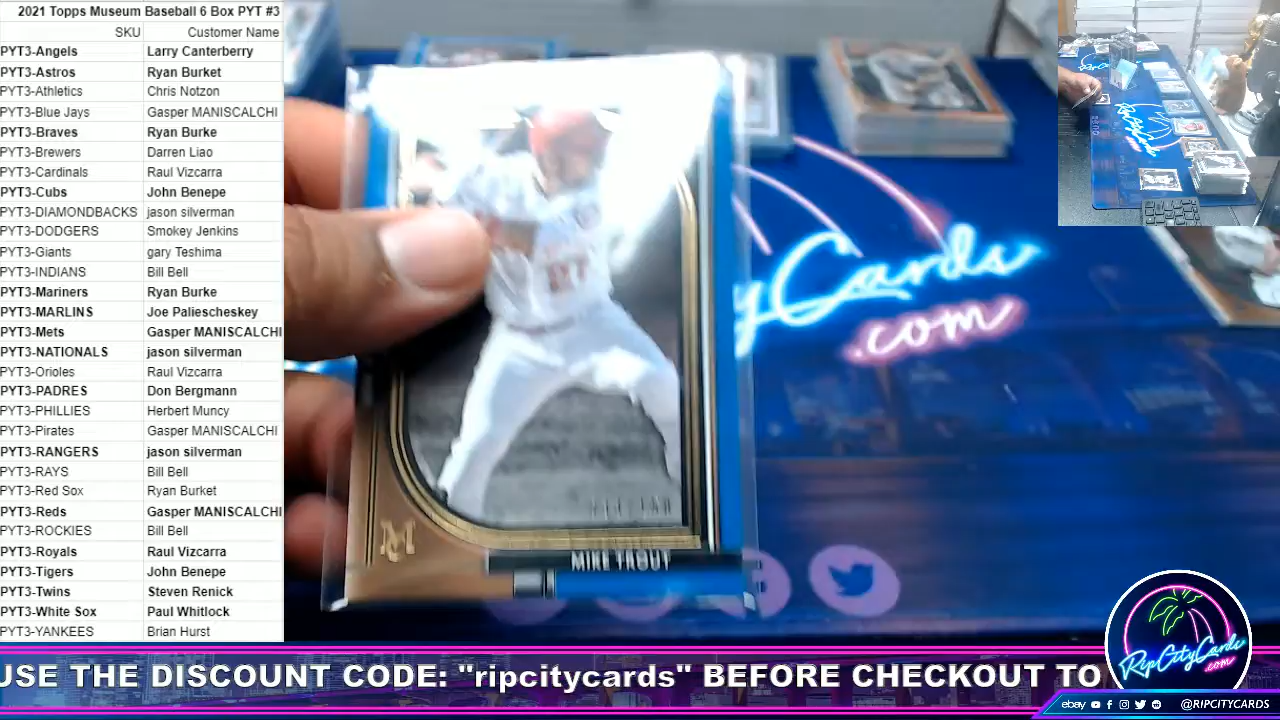 2021 Topps Museum Baseball 6 Box PYT #3
SKU Customer Name
PYT3-Angels Larry Canterberry
PYT3-Astros Ryan Burket
PYT3-Athletics Chris Notzon
PYT3-Blue Jays Gasper MANISCALCHI
PYT3-Braves Ryan Burke
PYT3-Brewers Darren Liao
PYT3-Cardinals Raul Vizcarra
PYT3-Cubs John Benepe
PYT3-DIAMONDBACKS jason silverman
PYT3-DODGERS Smokey Jenkins
PYT3-Giants gary Teshima
PYT3-INDIANS Bill Bell
PYT3-Mariners Ryan Burke
PYT3-MARLINS Joe Paliescheskey
PYT3-Mets Gasper MANISCALCHI
PYT3-NATIONALS jason silverman
PYT3-Orioles Raul Vizcarra
PYT3-PADRES Don Bergmann
PYT3-PHILLIES Herbert Muncy
PYT3-Pirates Gasper MANISCALCHI
PYT3-RANGERS jason silverman
PYT3-RAYS Bill Bell
PYT3-Red Sox Ryan Burket
PYT3-Reds Gasper MANISCALCHI
PYT3-ROCKIES Bill Bell
PYT3-Royals Raul Vizcarra
PYT3-Tigers John Benepe
PYT3-Twins Steven Renick
PYT3-White Sox Paul Whitlock
PYT3-YANKEES Brian Hurst
yCards
.com
M
MIKE TROUT
USE THE DISCOUNT CODE: "ripcitycards" BEFORE CHECKOUT TO
RipCityCards
.com
ebay @RIPCITYCARDS